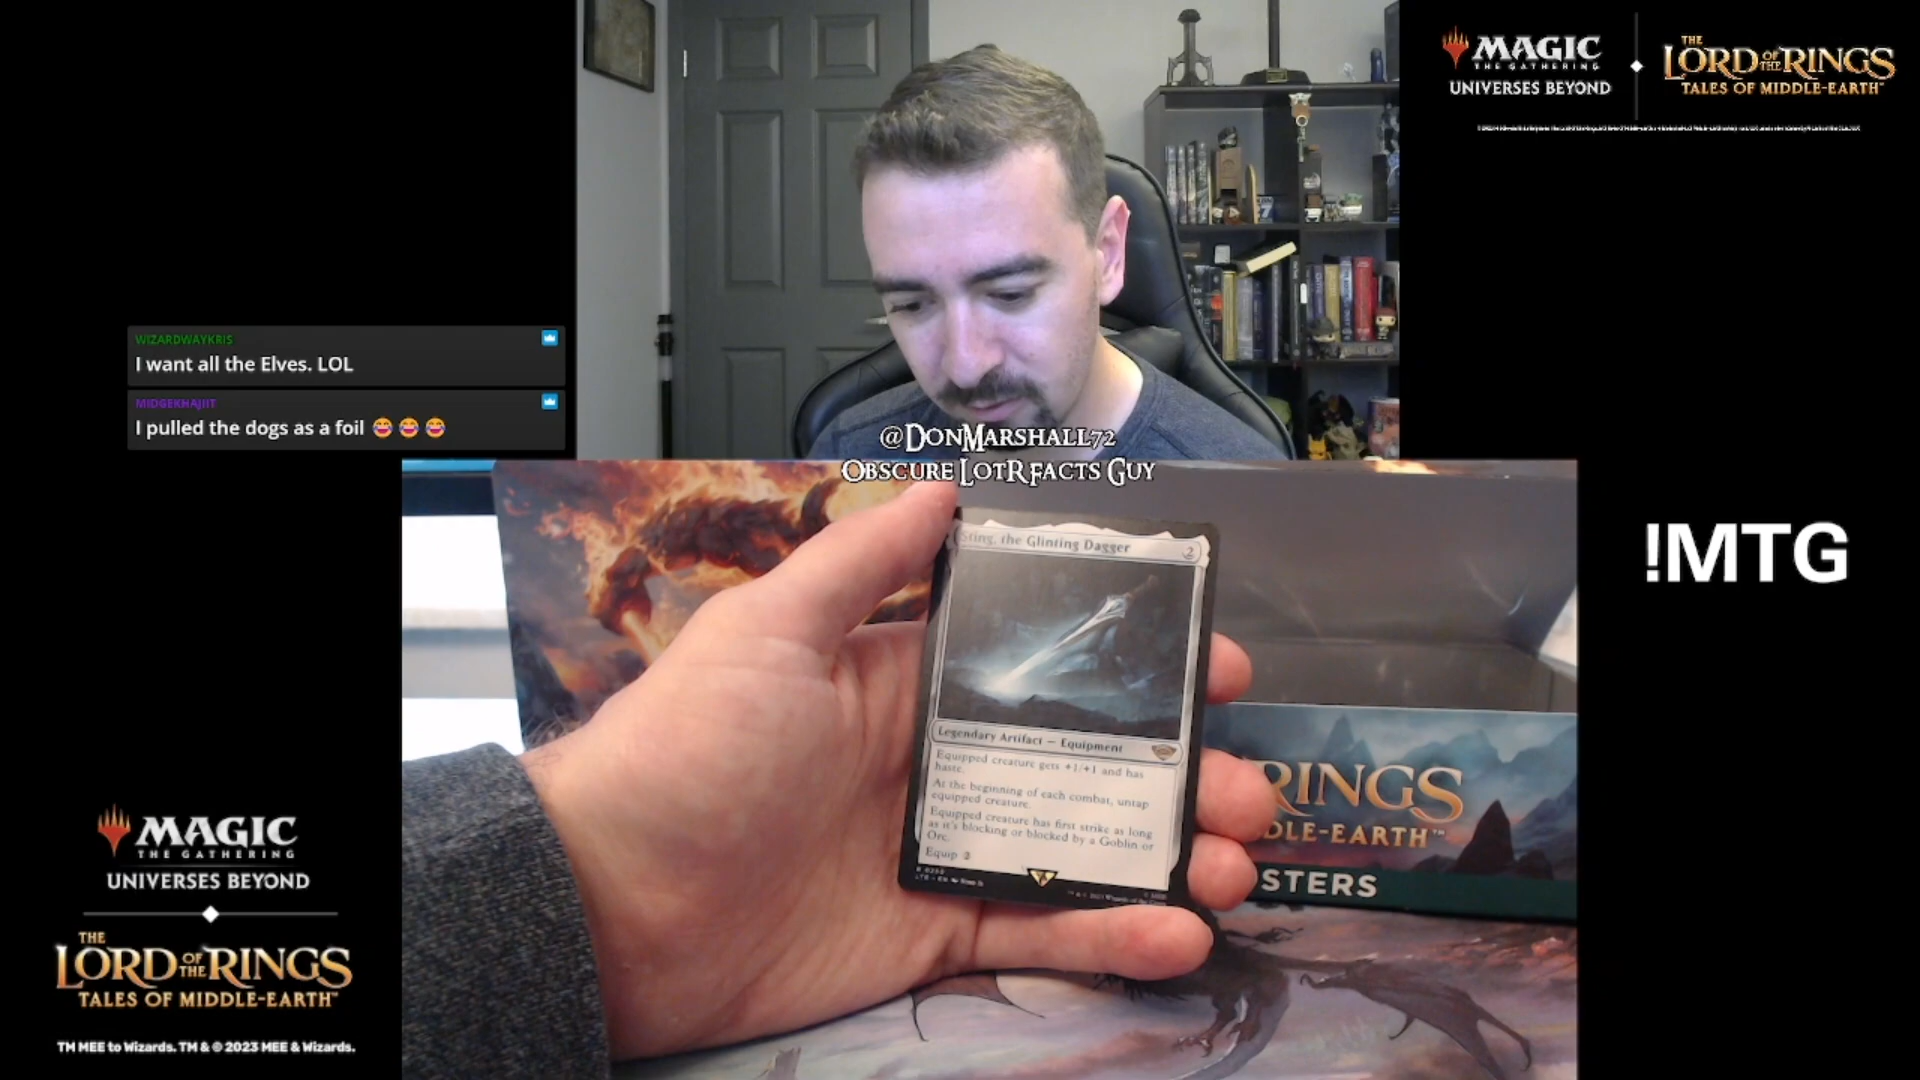 MAGIC
THE GATHERING
UNIVERSES BEYOND
THE
LORD OF THE RINGS
TALES OF MIDDLE-EARTH™
WIZARDWAYKRIS
I want all the Elves. LOL
MIDGEKHAJIIT
I pulled the dogs as a foil 😂 😂 😂
@DonMarshall72
Obscure LotR facts Guy
!MTG
Sting, the Glinting Dagger 2
Legendary Artifact — Equipment
Equipped creature gets +1/+1 and has
haste.
At the beginning of each combat, untap
equipped creature.
Equipped creature has first strike as long
as it's blocking or blocked by a Goblin or
Orc.
Equip 2
RINGS
DLE-EARTH™
STERS
MAGIC
THE GATHERING
UNIVERSES BEYOND
THE
LORD OF THE RINGS
TALES OF MIDDLE-EARTH™
TM MEE to Wizards. TM & © 2023 MEE & Wizards.